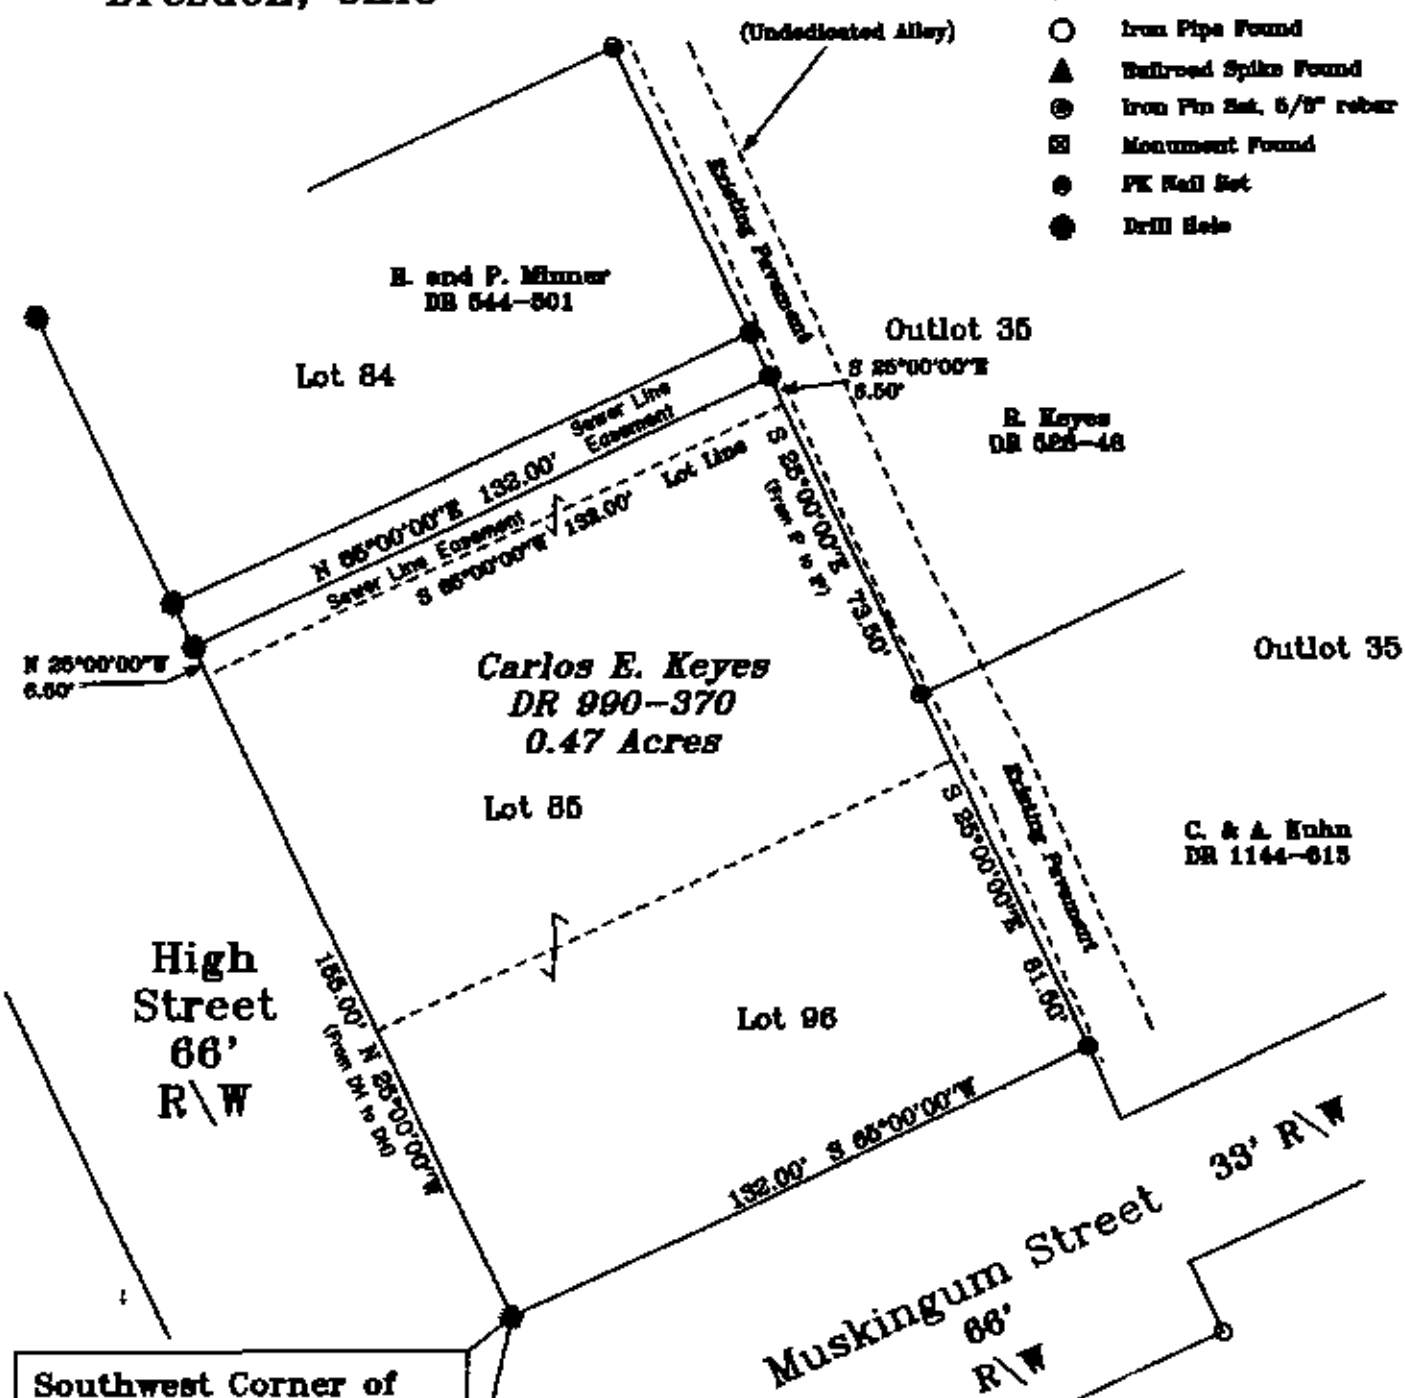 (Undedicated Alley)
Iron Pipe Found
Railroad Spike Found
Iron Pin Set, 5/8" rebar
Monument Found
PK Nail Set
Drill Hole
Existing Pavement
H. and P. Minner
DR 544-501
Lot 84
Outlot 35
S 25°00'00"E
6.50'
R. Keyes
DR 526-48
Sewer Line
Easement
N 65°00'00"E 132.00'
Lot Line
Sewer Line Easement
S 65°00'00"W 132.00'
S 25°00'00"E 73.50'
N 25°00'00"W
6.50'
Carlos E. Keyes
DR 990-370
0.47 Acres
Outlot 35
Lot 85
Existing Pavement
S 25°00'00"E 81.50'
C. & A. Kuhn
DR 1144-615
High
Street
66'
R\W
155.00' N 25°00'00"W
(From DH to DH)
Lot 96
132.00' S 65°00'00"W
33' R\W
Muskingum Street
66'
R\W
Southwest Corner of